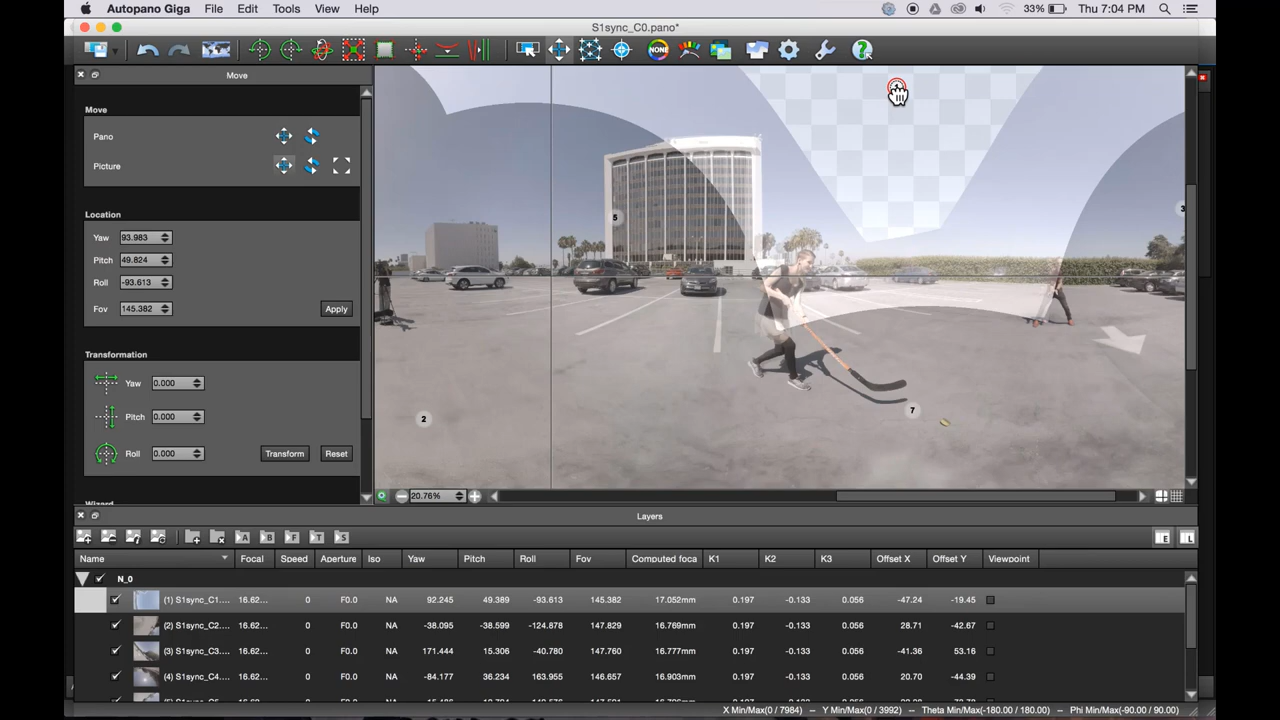 Autopano Giga File Edit Tools View Help 33% Thu 7:04 PM
S1sync_C0.pano*
NONE
Move
Move
Pano
Picture
Location
Yaw 93.983
Pitch 49.824
Roll -93.613
Fov 145.382 Apply
Transformation
Yaw 0.000
Pitch 0.000
Roll 0.000 Transform Reset
Wizard
5
3
2
7
20.76%
Layers
A B F T S E L
Name Focal Speed Aperture Iso Yaw Pitch Roll Fov Computed foca K1 K2 K3 Offset X Offset Y Viewpoint
N_0
(1) S1sync_C1.... 16.62... 0 F0.0 NA 92.245 49.389 -93.613 145.382 17.052mm 0.197 -0.133 0.056 -47.24 -19.45
(2) S1sync_C2.... 16.62... 0 F0.0 NA -38.095 -38.599 -124.878 147.829 16.769mm 0.197 -0.133 0.056 28.71 -42.67
(3) S1sync_C3.... 16.62... 0 F0.0 NA 171.444 15.306 -40.780 147.760 16.777mm 0.197 -0.133 0.056 -41.36 53.16
(4) S1sync_C4.... 16.62... 0 F0.0 NA -84.177 36.234 163.955 146.657 16.903mm 0.197 -0.133 0.056 20.70 -44.39
X Min/Max(0 / 7984) -- Y Min/Max(0 / 3992) -- Theta Min/Max(-180.00 / 180.00) -- Phi Min/Max(-90.00 / 90.00)